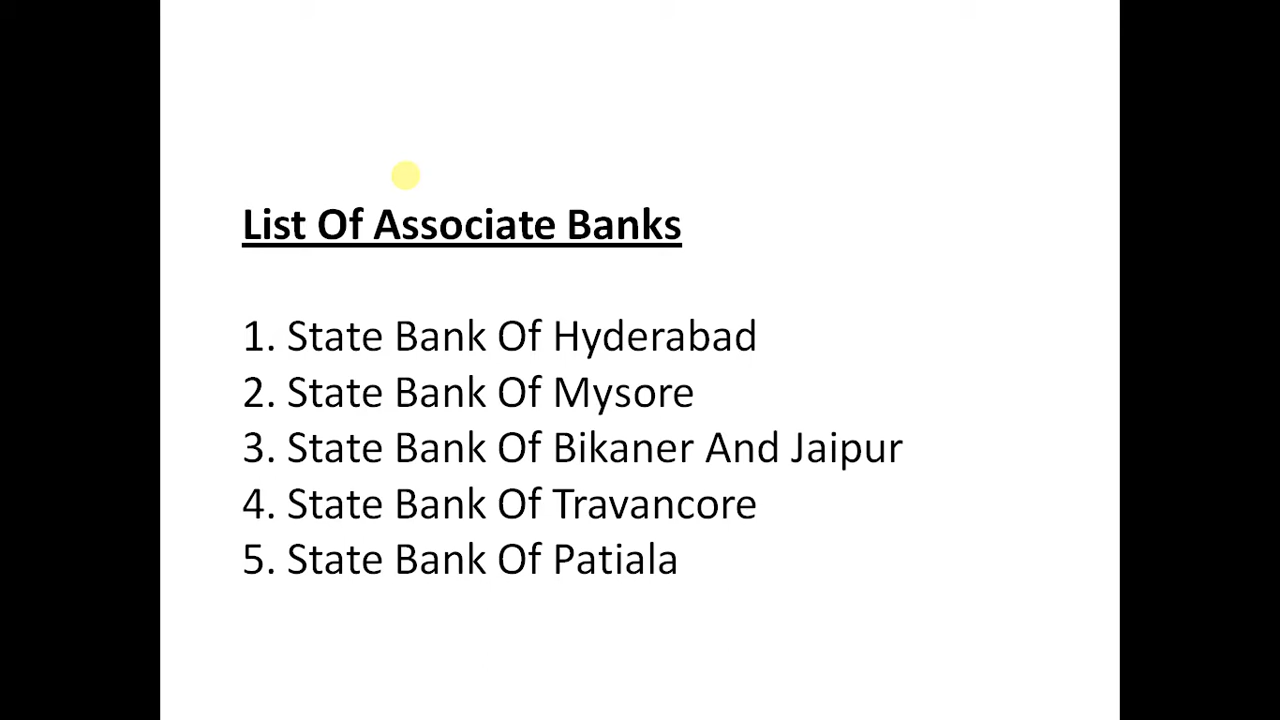 List Of Associate Banks
1. State Bank Of Hyderabad
2. State Bank Of Mysore
3. State Bank Of Bikaner And Jaipur
4. State Bank Of Travancore
5. State Bank Of Patiala